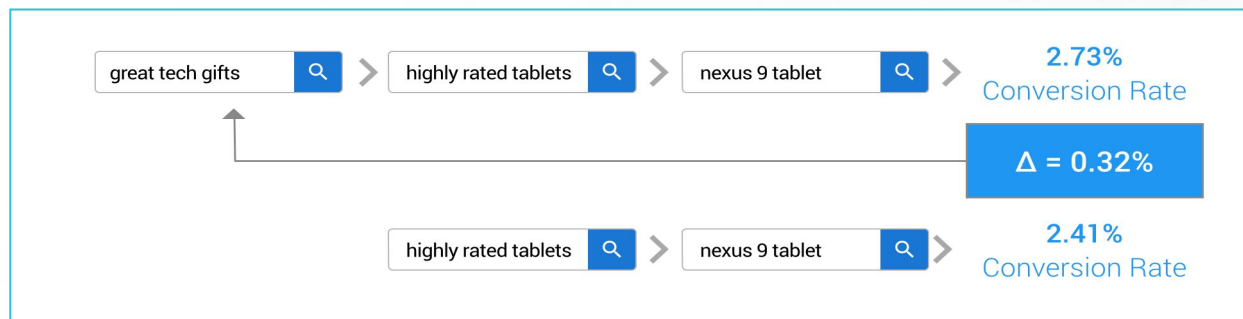 great tech gifts
highly rated tablets
nexus 9 tablet
2.73%
Conversion Rate
Δ = 0.32%
highly rated tablets
nexus 9 tablet
2.41%
Conversion Rate